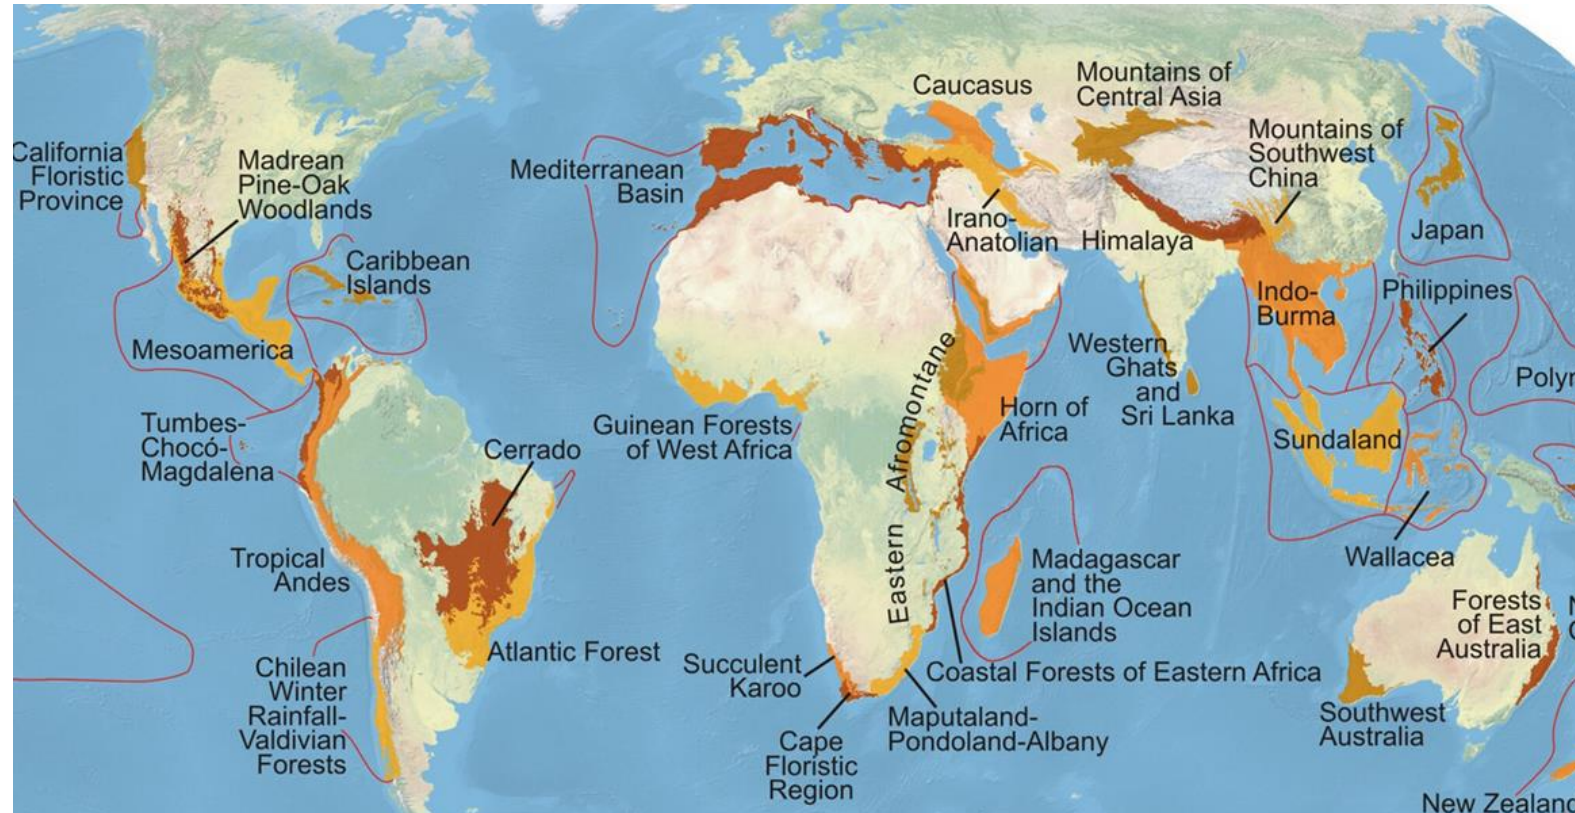 California
Floristic
Province
Madrean
Pine-Oak
Woodlands
Caribbean
Islands
Mesoamerica
Tumbes-
Chocó-
Magdalena
Cerrado
Tropical
Andes
Atlantic Forest
Chilean
Winter
Rainfall-
Valdivian
Forests
Mediterranean
Basin
Caucasus
Mountains of
Central Asia
Mountains of
Southwest
China
Irano-
Anatolian
Himalaya
Japan
Indo-
Burma
Philippines
Western
Ghats
and
Sri Lanka
Polyr
Guinean Forests
of West Africa
Eastern Afromontane
Horn of
Africa
Sundaland
Wallacea
Madagascar
and the
Indian Ocean
Islands
Coastal Forests of Eastern Africa
Succulent
Karoo
Cape
Floristic
Region
Maputaland-
Pondoland-Albany
Forests
of East
Australia
Southwest
Australia
New Zealand